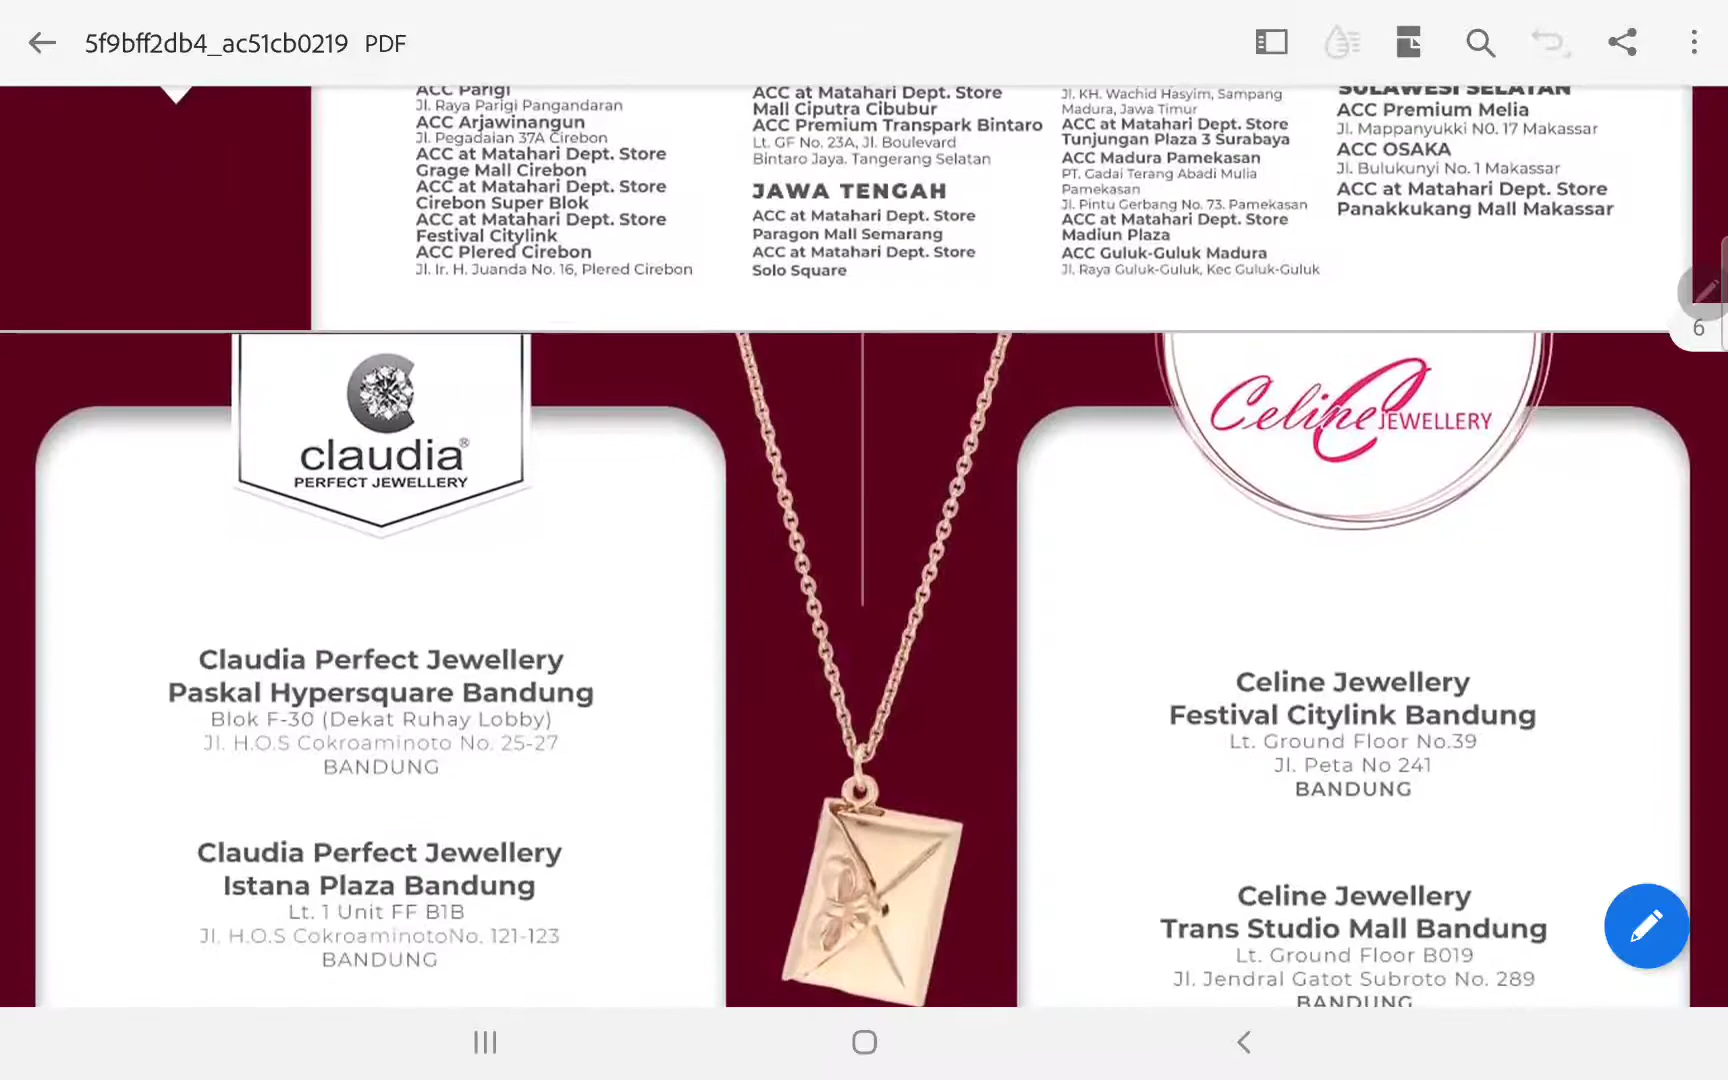 5f9bff2db4_ac51cb0219 PDF
ACC Parigi
Jl. Raya Parigi Pangandaran
ACC Arjawinangun
Jl. Pegadaian 37A Cirebon
ACC at Matahari Dept. Store
Grage Mall Cirebon
ACC at Matahari Dept. Store
Cirebon Super Blok
ACC at Matahari Dept. Store
Festival Citylink
ACC Plered Cirebon
Jl. Ir. H. Juanda No. 16, Plered Cirebon
ACC at Matahari Dept. Store
Mall Ciputra Cibubur
ACC Premium Transpark Bintaro
Lt. GF No. 23A, Jl. Boulevard
Bintaro Jaya. Tangerang Selatan
JAWA TENGAH
ACC at Matahari Dept. Store
Paragon Mall Semarang
ACC at Matahari Dept. Store
Solo Square
Jl. KH. Wachid Hasyim, Sampang
Madura, Jawa Timur
ACC at Matahari Dept. Store
Tunjungan Plaza 3 Surabaya
ACC Madura Pamekasan
PT. Gadai Terang Abadi Mulia
Pamekasan
Jl. Pintu Gerbang No. 73. Pamekasan
ACC at Matahari Dept. Store
Madiun Plaza
ACC Guluk-Guluk Madura
Jl. Raya Guluk-Guluk, Kec Guluk-Guluk
SULAWESI SELATAN
ACC Premium Melia
Jl. Mappanyukki N0. 17 Makassar
ACC OSAKA
Jl. Bulukunyi No. 1 Makassar
ACC at Matahari Dept. Store
Panakkukang Mall Makassar
6
claudia®
PERFECT JEWELLERY
Claudia Perfect Jewellery
Paskal Hypersquare Bandung
Blok F-30 (Dekat Ruhay Lobby)
Jl. H.O.S Cokroaminoto No. 25-27
BANDUNG
Claudia Perfect Jewellery
Istana Plaza Bandung
Lt. 1 Unit FF B1B
Jl. H.O.S CokroaminotoNo. 121-123
BANDUNG
Celine JEWELLERY
Celine Jewellery
Festival Citylink Bandung
Lt. Ground Floor No.39
Jl. Peta No 241
BANDUNG
Celine Jewellery
Trans Studio Mall Bandung
Lt. Ground Floor B019
Jl. Jendral Gatot Subroto No. 289
BANDUNG